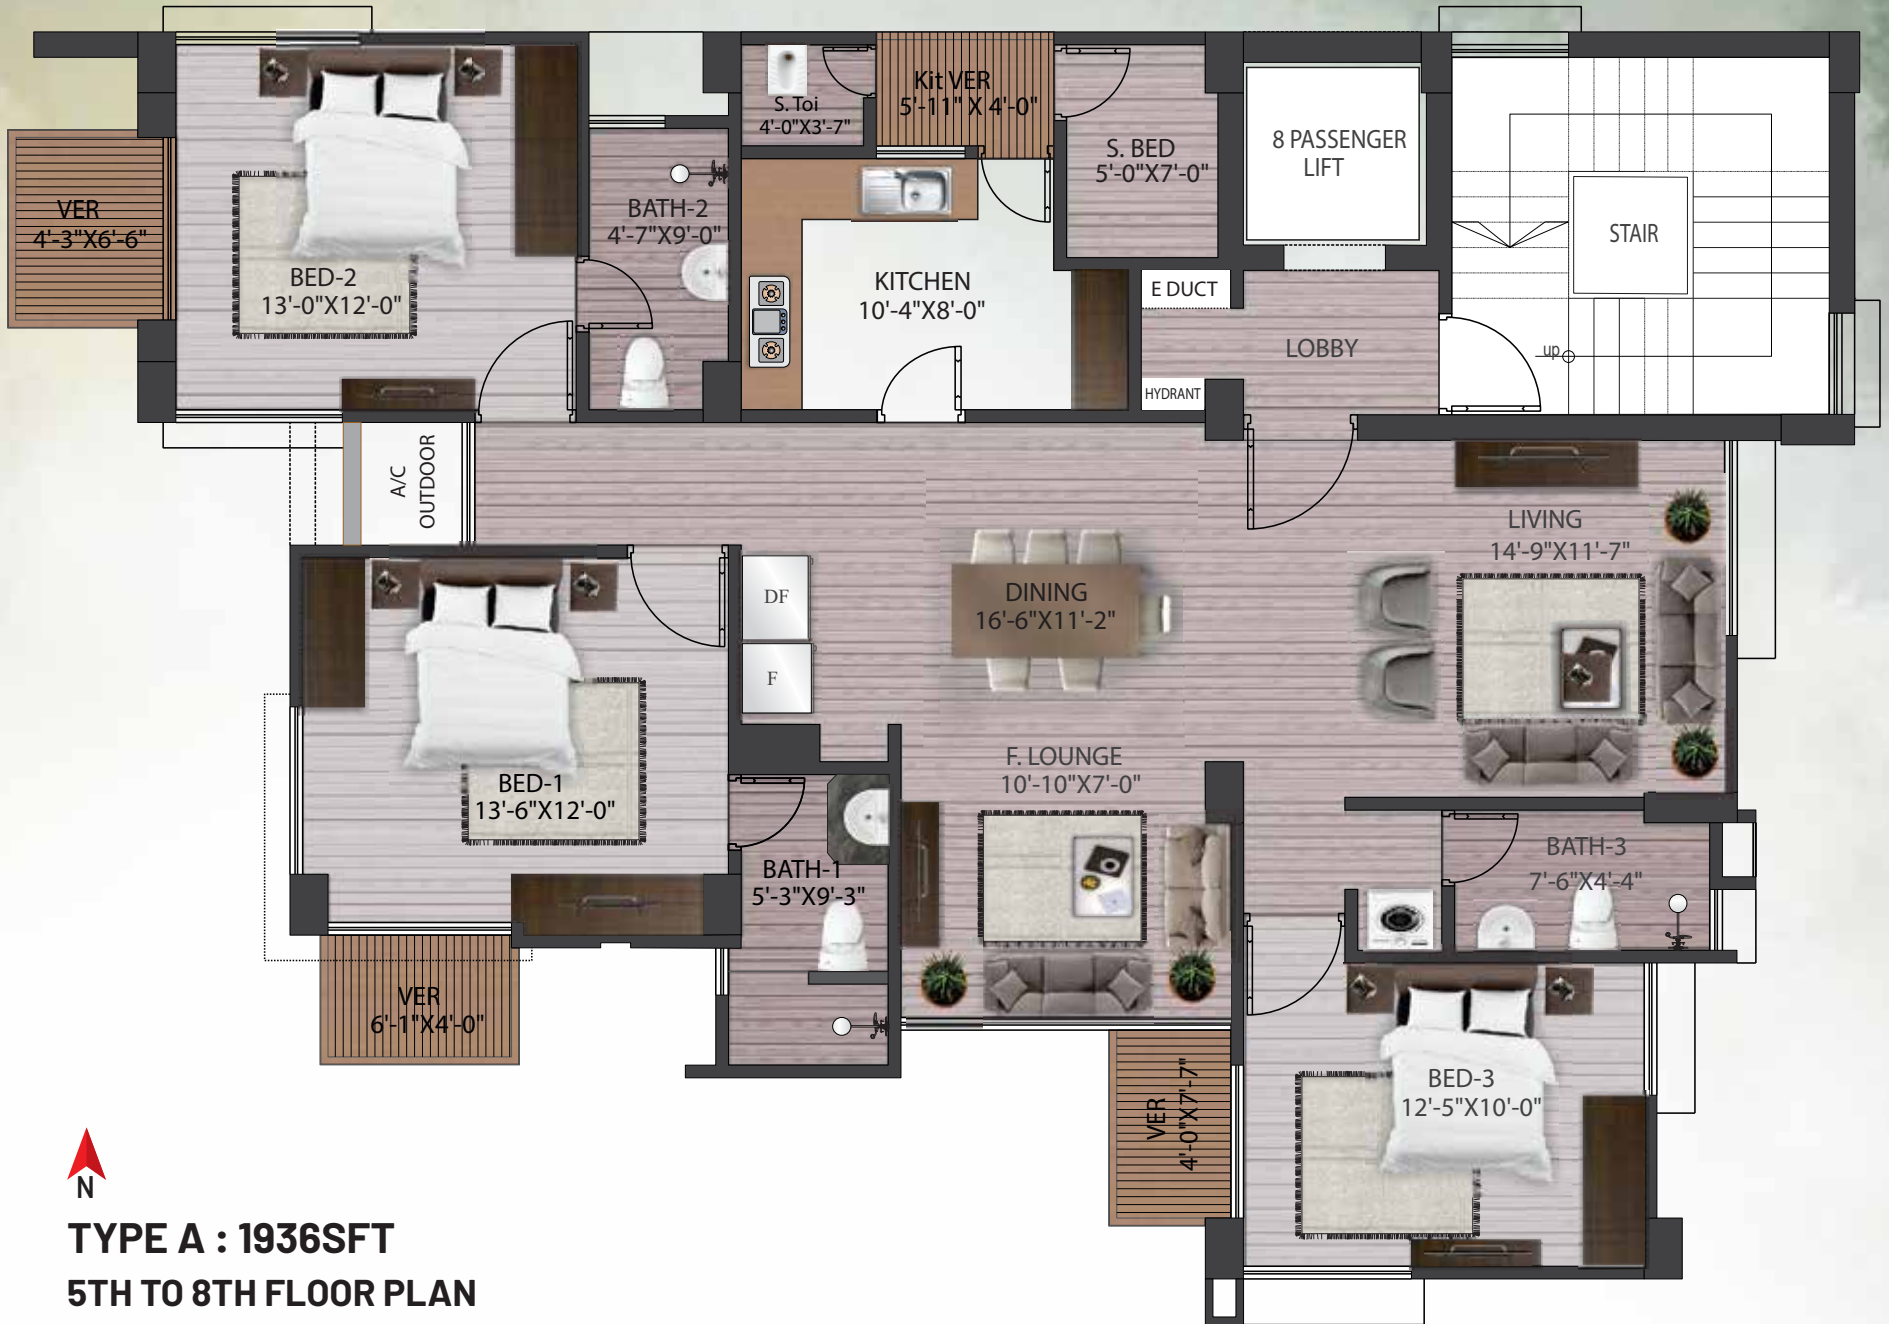 Kit VER
5'-11" X 4'-0"
S. Toi
4'-0"X3'-7"
S. BED
5'-0"X7'-0"
8 PASSENGER
LIFT
STAIR
up
VER
4'-3"X6'-6"
BED-2
13'-0"X12'-0"
BATH-2
4'-7"X9'-0"
KITCHEN
10'-4"X8'-0"
E DUCT
LOBBY
HYDRANT
A/C
OUTDOOR
LIVING
14'-9"X11'-7"
DF
F
DINING
16'-6"X11'-2"
F. LOUNGE
10'-10"X7'-0"
BED-1
13'-6"X12'-0"
BATH-1
5'-3"X9'-3"
BATH-3
7'-6"X4'-4"
VER
6'-1"X4'-0"
VER
4'-0"X7'-7"
BED-3
12'-5"X10'-0"
N
TYPE A : 1936SFT
5TH TO 8TH FLOOR PLAN